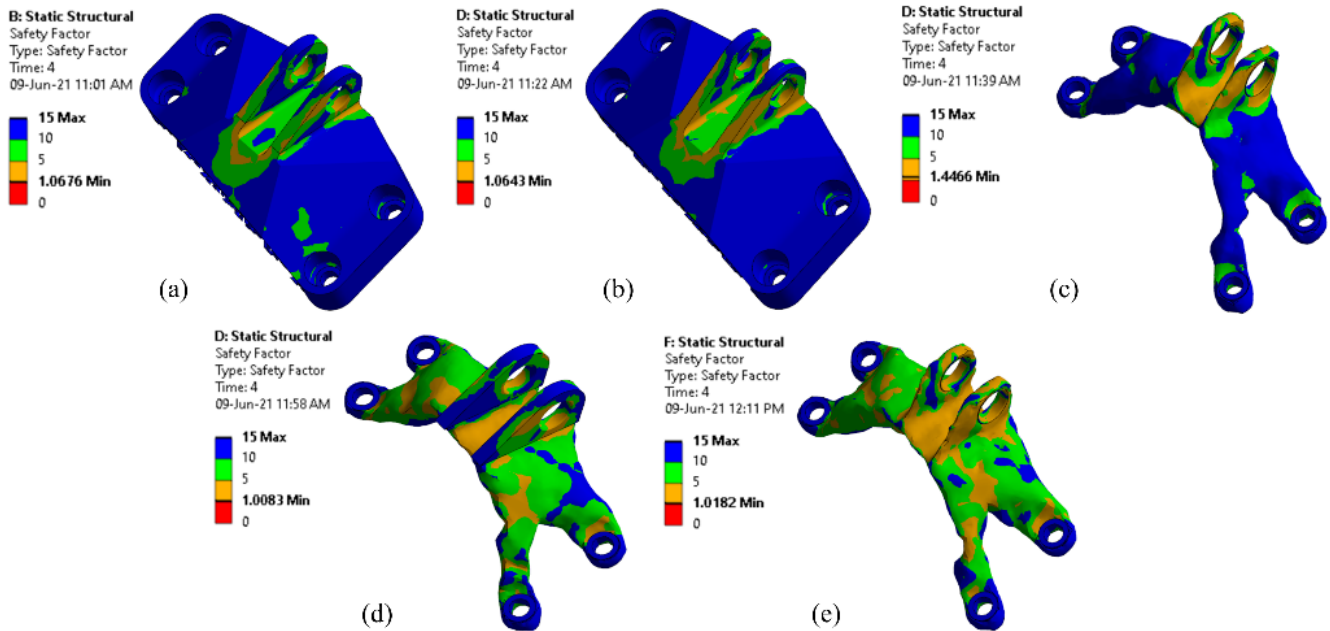 B: Static Structural
Safety Factor
Type: Safety Factor
Time: 4
09-Jun-21 11:01 AM
15 Max
10
5
1.0676 Min
0
(a)
D: Static Structural
Safety Factor
Type: Safety Factor
Time: 4
09-Jun-21 11:22 AM
15 Max
10
5
1.0643 Min
0
(b)
D: Static Structural
Safety Factor
Type: Safety Factor
Time: 4
09-Jun-21 11:39 AM
15 Max
10
5
1.4466 Min
0
(c)
D: Static Structural
Safety Factor
Type: Safety Factor
Time: 4
09-Jun-21 11:58 AM
15 Max
10
5
1.0083 Min
0
(d)
F: Static Structural
Safety Factor
Type: Safety Factor
Time: 4
09-Jun-21 12:11 PM
15 Max
10
5
1.0182 Min
0
(e)